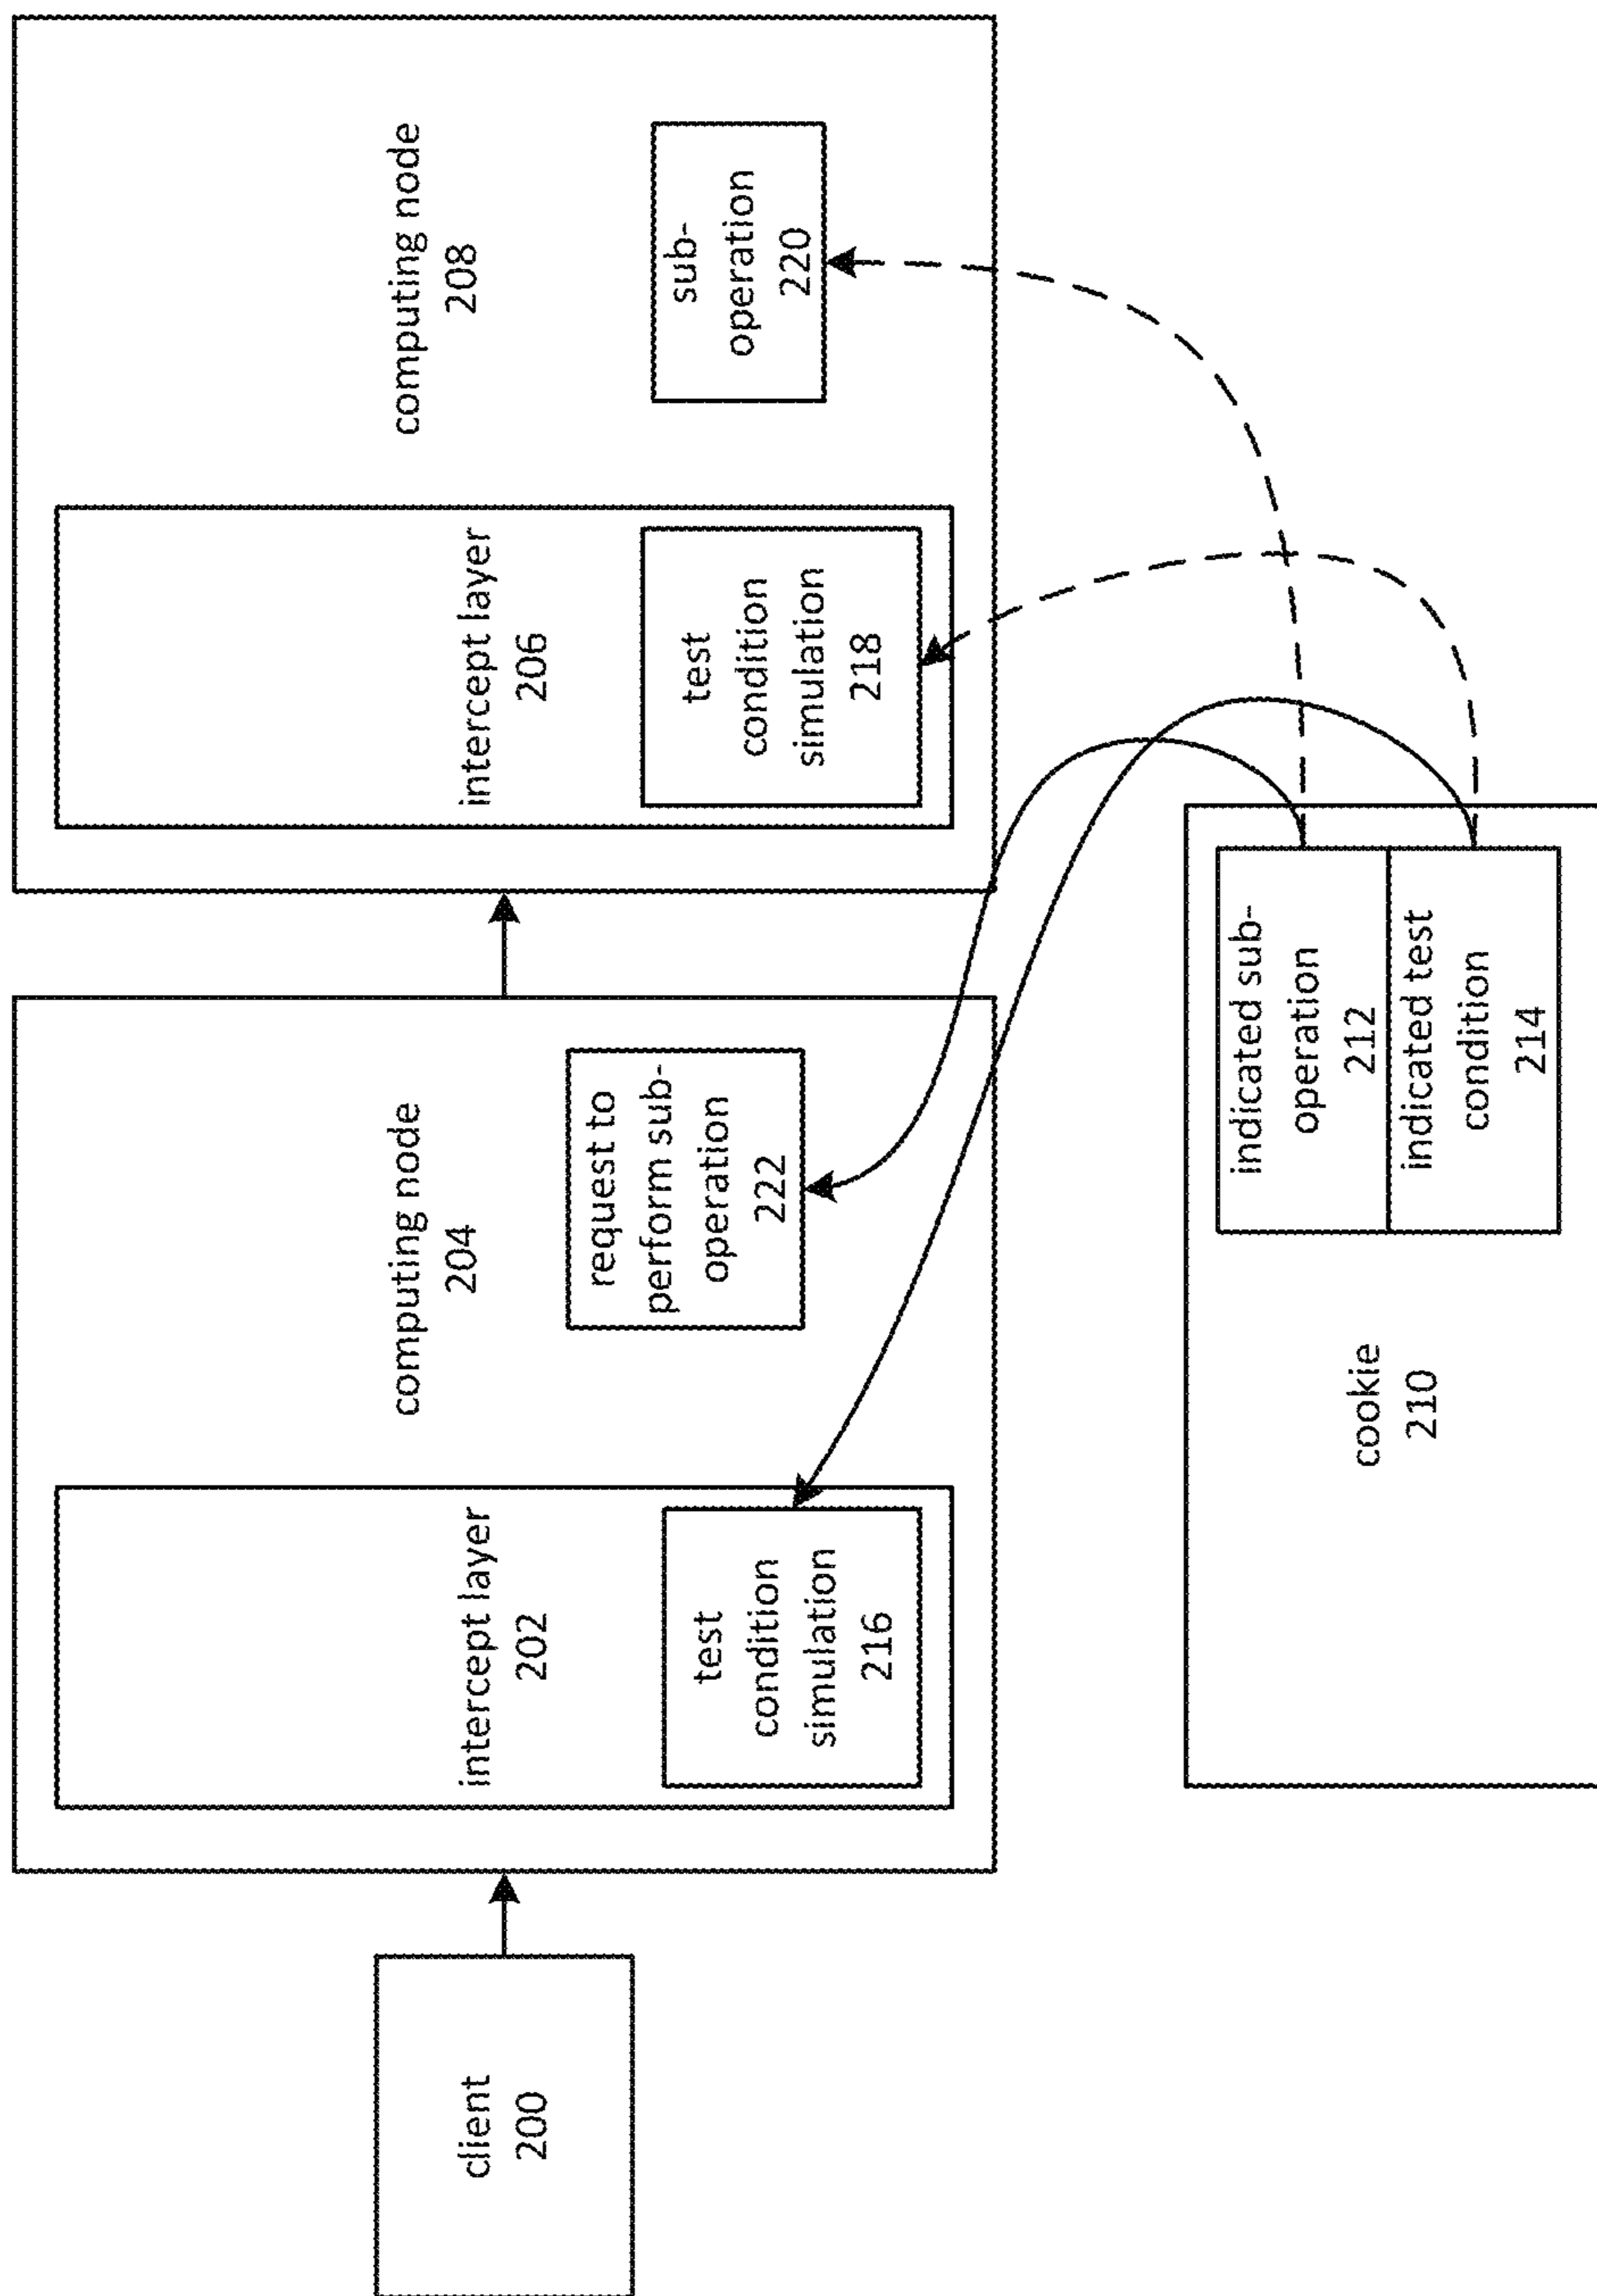 client
200
computing node
204
intercept layer
202
test
condition
simulation
216
request to
perform sub-
operation
222
computing node
208
intercept layer
206
test
condition
simulation
218
sub-
operation
220
cookie
210
indicated sub-
operation
212
indicated test
condition
214